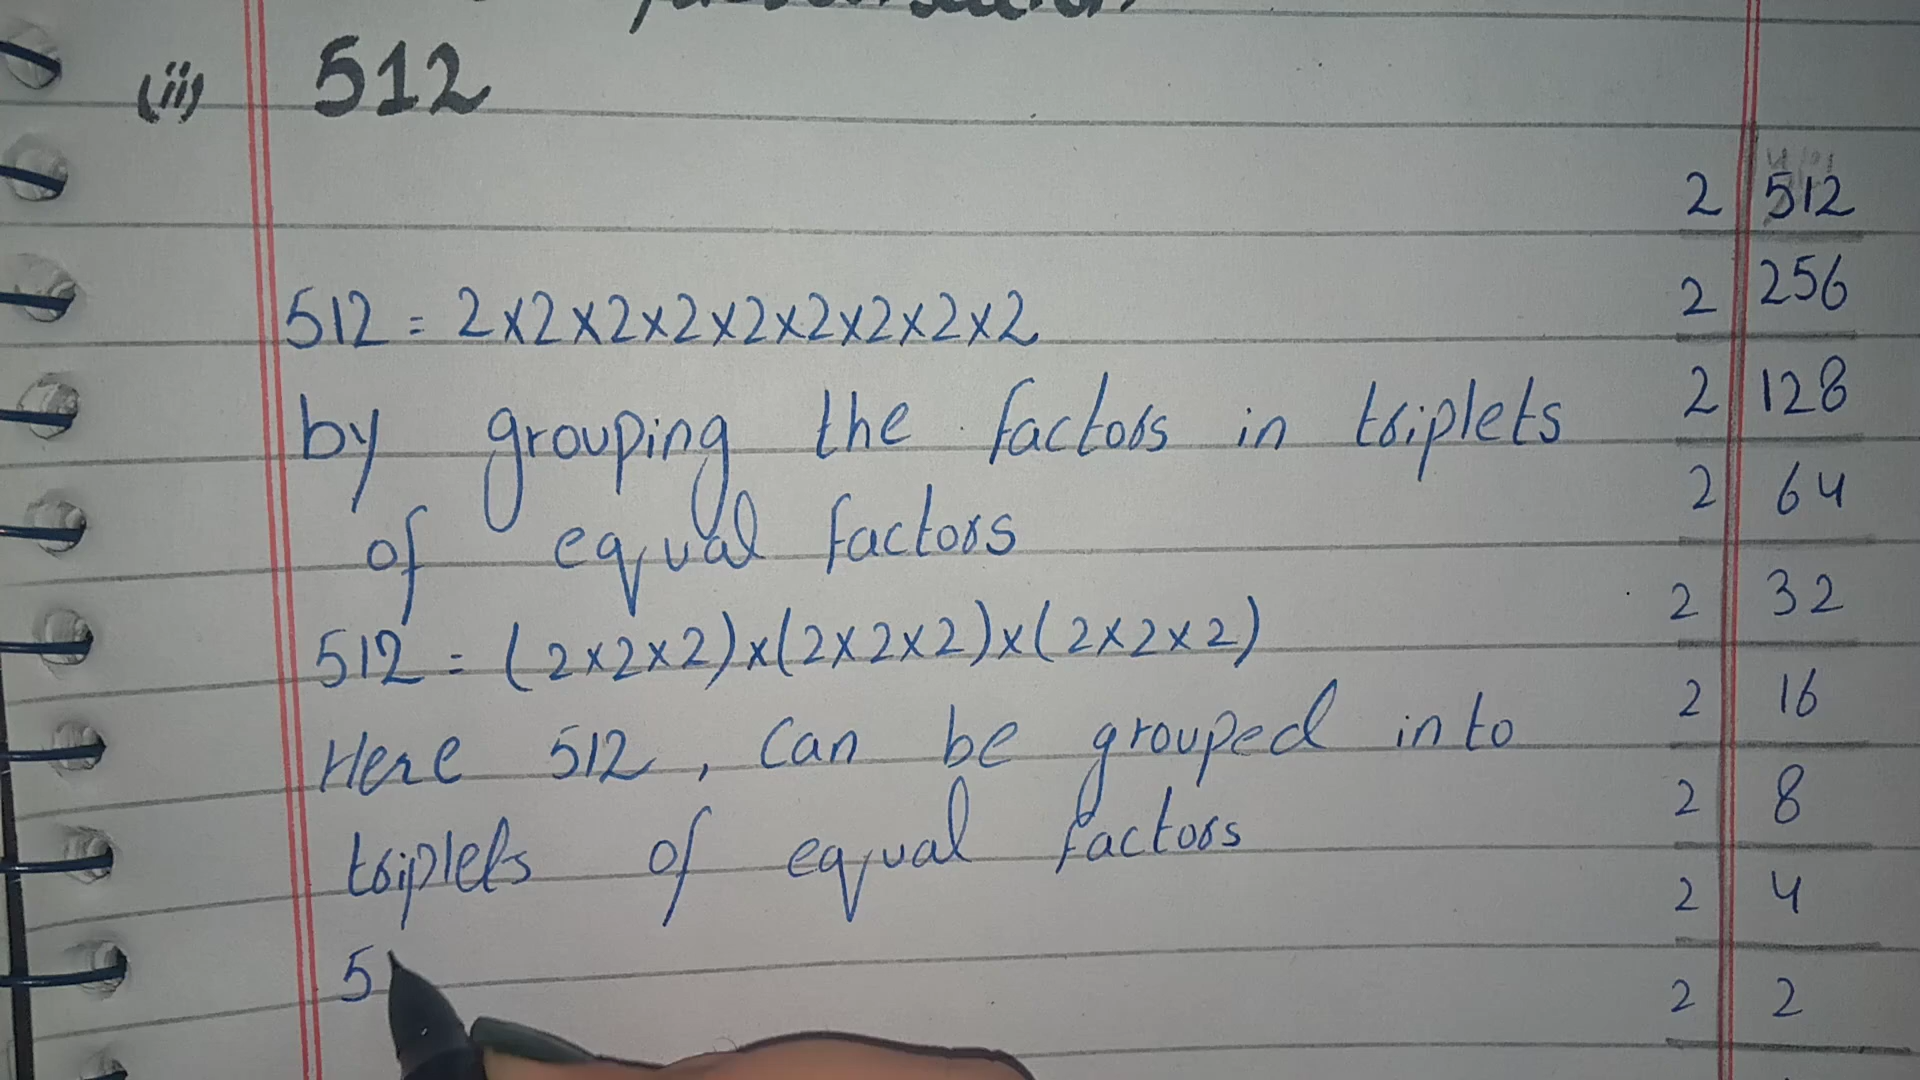 (ii) 512
512 = 2×2×2×2×2×2×2×2×2
by grouping the factors in triplets
of equal factors
512 = (2×2×2)×(2×2×2)×(2×2×2)
Here 512, can be grouped into
triplets of equal factors
5
2 512
2 256
2 128
2 64
2 32
2 16
2 8
2 4
2 2